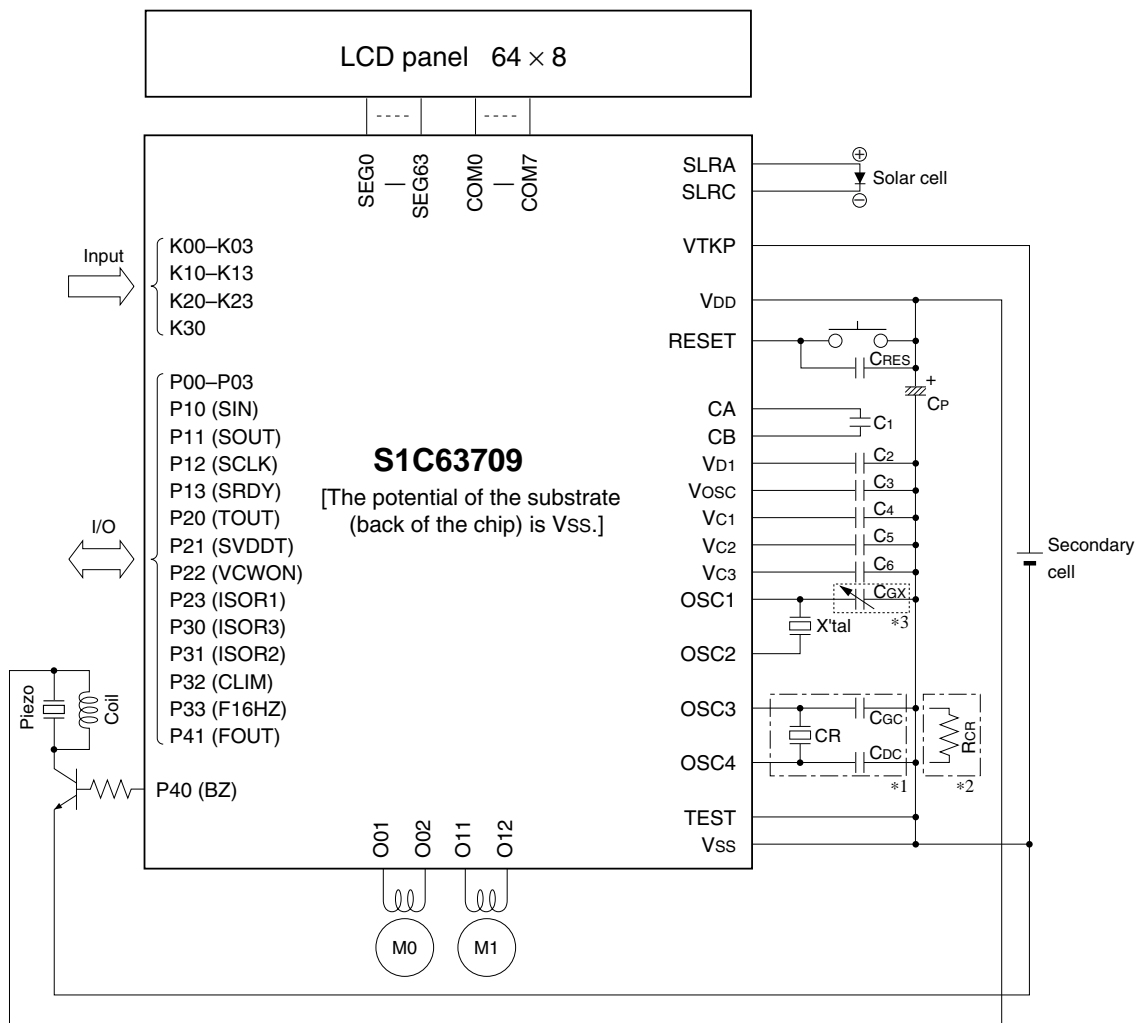 LCD panel 64 × 8
SEG0
SEG63
COM0
COM7
Input
K00–K03
K10–K13
K20–K23
K30
I/O
P00–P03
P10 (SIN)
P11 (SOUT)
P12 (SCLK)
P13 (SRDY)
P20 (TOUT)
P21 (SVDDT)
P22 (VCWON)
P23 (ISOR1)
P30 (ISOR3)
P31 (ISOR2)
P32 (CLIM)
P33 (F16HZ)
P41 (FOUT)
P40 (BZ)
Piezo
Coil
S1C63709
[The potential of the substrate
(back of the chip) is VSS.]
O01
O02
O11
O12
M0
M1
SLRA
SLRC
VTKP
VDD
RESET
CA
CB
VD1
VOSC
VC1
VC2
VC3
OSC1
OSC2
OSC3
OSC4
TEST
VSS
+
Solar cell
−
CRES
+
CP
C1
C2
C3
C4
C5
C6
CGX
*3
X'tal
CGC
CR
CDC
*1
RCR
*2
Secondary
cell